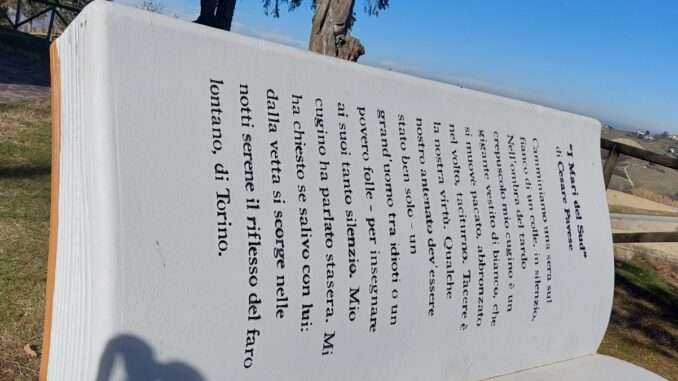 "I Mari del Sud"
di Cesare Pavese
Camminiamo una sera sul
fianco di un colle, in silenzio.
Nell'ombra del tardo
crepuscolo mio cugino è un
gigante vestito di bianco, che
si muove pacato, abbronzato
nel volto, taciturno. Tacere è
la nostra virtù. Qualche
nostro antenato dev'essere
stato ben solo - un
grand'uomo tra idioti o un
povero folle - per insegnare
ai suoi tanto silenzio. Mio
cugino ha parlato stasera. Mi
ha chiesto se salivo con lui:
dalla vetta si scorge nelle
notti serene il riflesso del faro
lontano, di Torino.